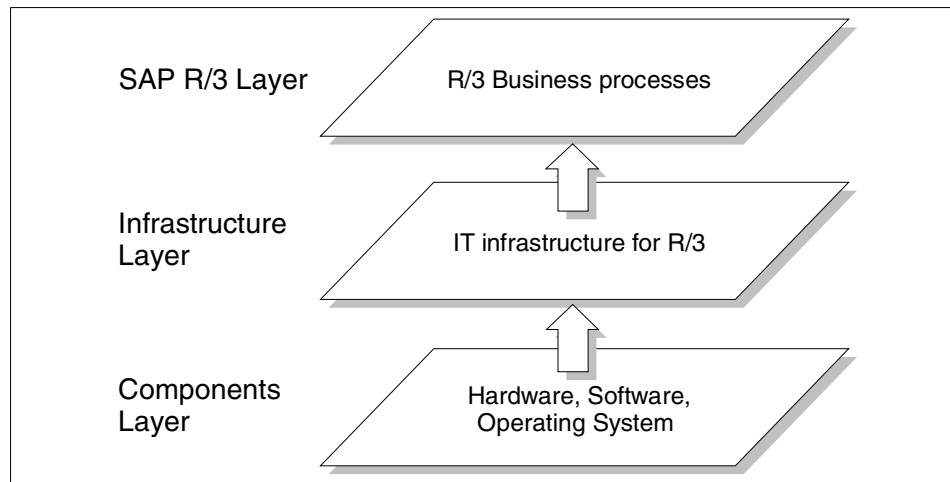 SAP R/3 Layer
R/3 Business processes
Infrastructure
Layer
IT infrastructure for R/3
Components
Layer
Hardware, Software,
Operating System